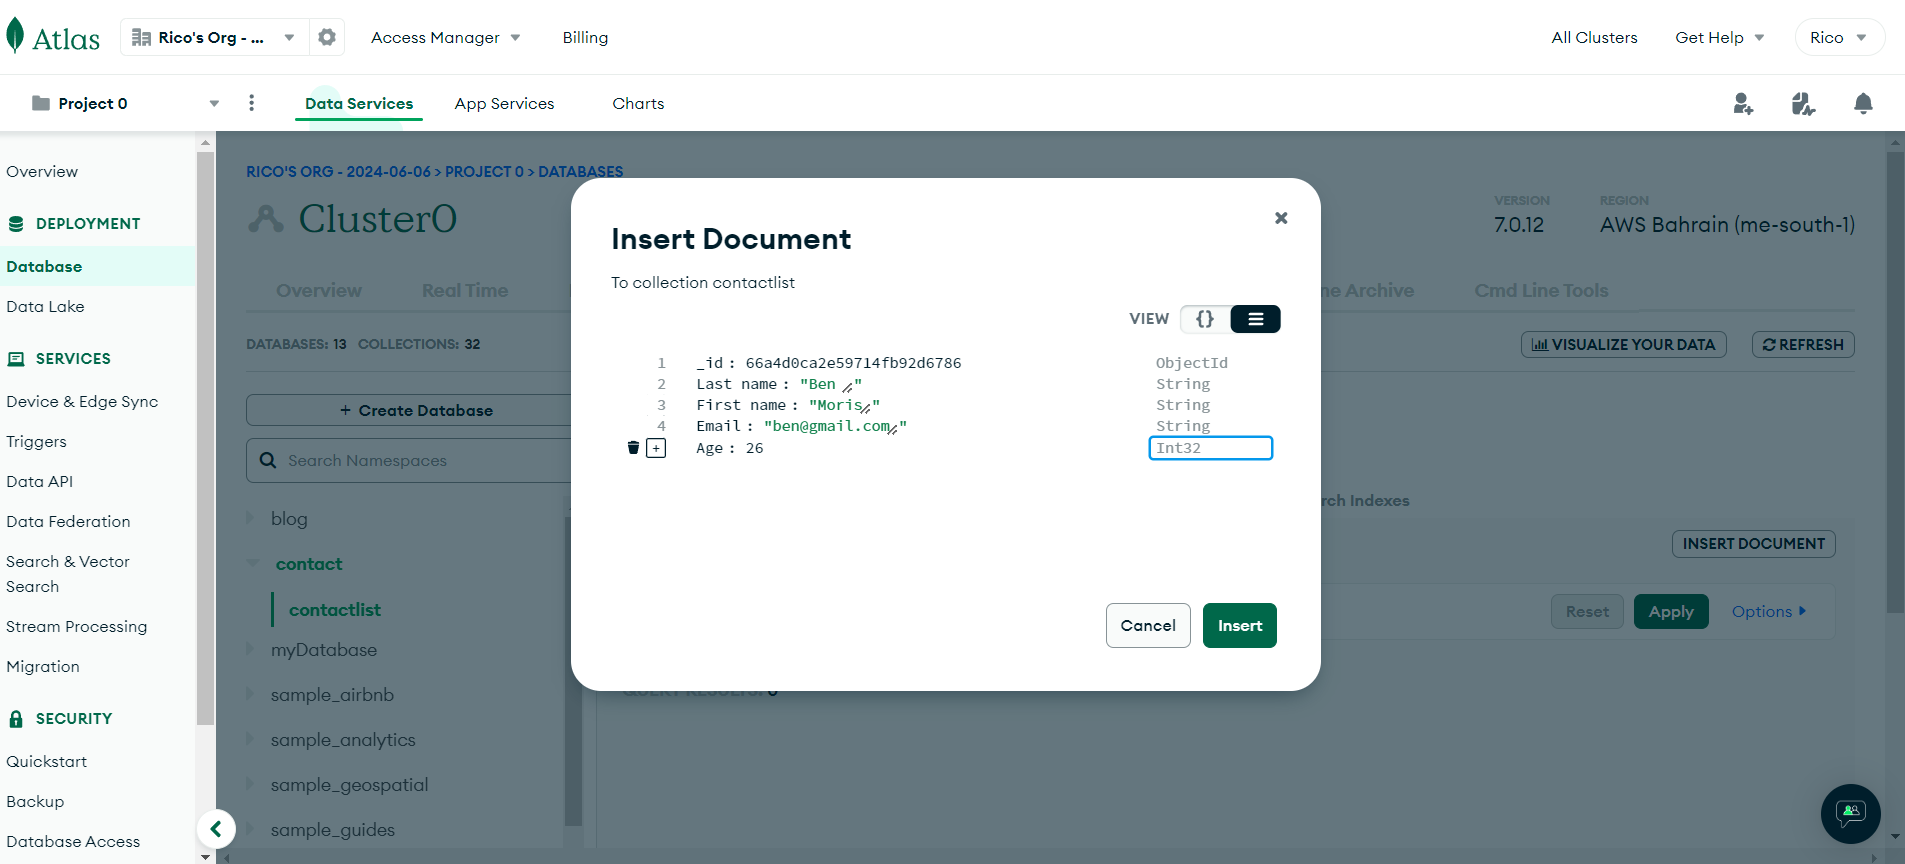 Atlas
Rico's Org - ...
Access Manager
Billing
All Clusters
Get Help
Rico
Project 0
Data Services
App Services
Charts
Overview
DEPLOYMENT
Database
Data Lake
SERVICES
Device & Edge Sync
Triggers
Data API
Data Federation
Search & Vector
Search
Stream Processing
Migration
SECURITY
Quickstart
Backup
Database Access
RICO'S ORG - 2024-06-06 > PROJECT 0 > DATABASES
Cluster0
VERSION
7.0.12
REGION
AWS Bahrain (me-south-1)
Overview
Real Time
ne Archive
Cmd Line Tools
DATABASES: 13 COLLECTIONS: 32
VISUALIZE YOUR DATA
REFRESH
+ Create Database
Search Namespaces
blog
contact
contactlist
myDatabase
sample_airbnb
sample_analytics
sample_geospatial
sample_guides
rch Indexes
INSERT DOCUMENT
Reset
Apply
Options
QUERY RESULTS: 0
Insert Document
To collection contactlist
VIEW {}
1 _id : 66a4d0ca2e59714fb92d6786 ObjectId
2 Last name : "Ben " String
3 First name : "Moris" String
4 Email : "ben@gmail.com" String
+ Age : 26 Int32
Cancel
Insert